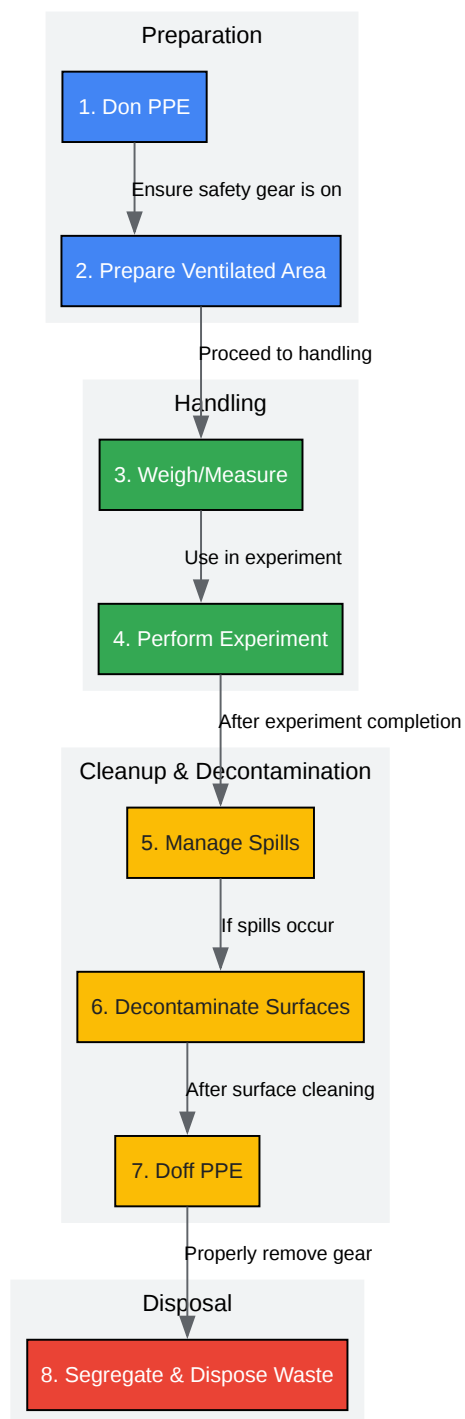 Preparation
1. Don PPE
Ensure safety gear is on
2. Prepare Ventilated Area
Proceed to handling
Handling
3. Weigh/Measure
Use in experiment
4. Perform Experiment
After experiment completion
Cleanup & Decontamination
5. Manage Spills
If spills occur
6. Decontaminate Surfaces
After surface cleaning
7. Doff PPE
Properly remove gear
Disposal
8. Segregate & Dispose Waste